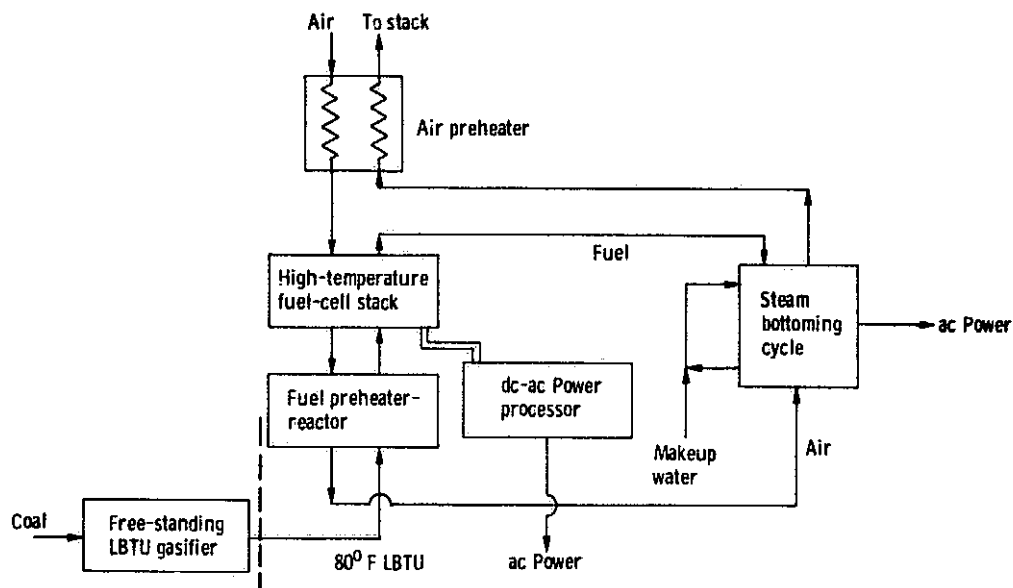 Air
To stack
Air preheater
Fuel
High-temperature
fuel-cell stack
Steam
bottoming
cycle
ac Power
Fuel preheater-
reactor
dc-ac Power
processor
Makeup
water
Air
Coal
Free-standing
LBTU gasifier
80⁰ F LBTU
ac Power